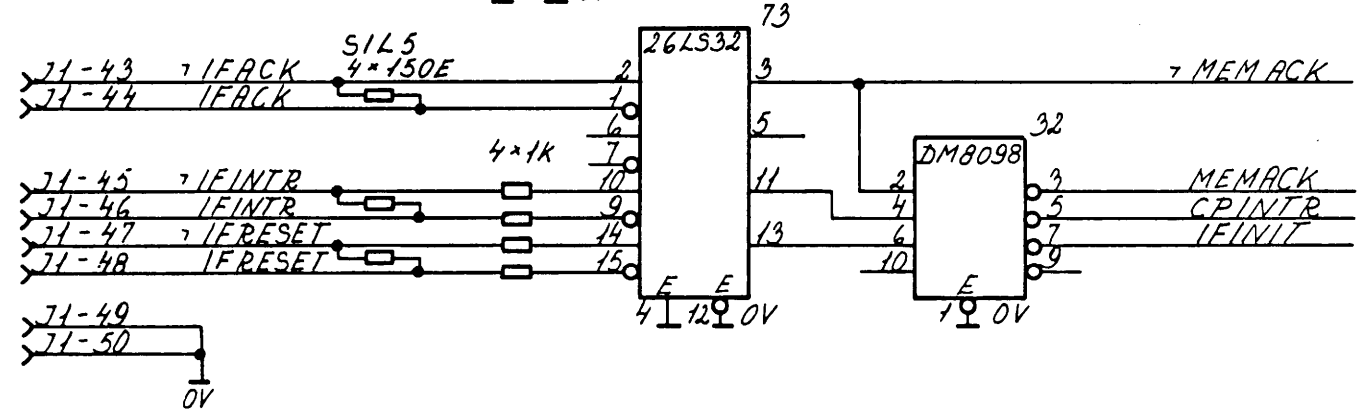 73
SIL5
26LS32
J1-43 ¬IFACK 4×150E 2 3 ¬MEMACK
J1-44 IFACK 1
6 5 32
4×1K 7 DM8098
J1-45 ¬IFINTR 10 11 2 3 MEMACK
J1-46 IFINTR 9 4 5 CPINTR
J1-47 ¬IFRESET 14 13 6 7 IFINIT
J1-48 IFRESET 15 10 9
E E E
4 12 0V 1 0V
J1-49
J1-50
0V